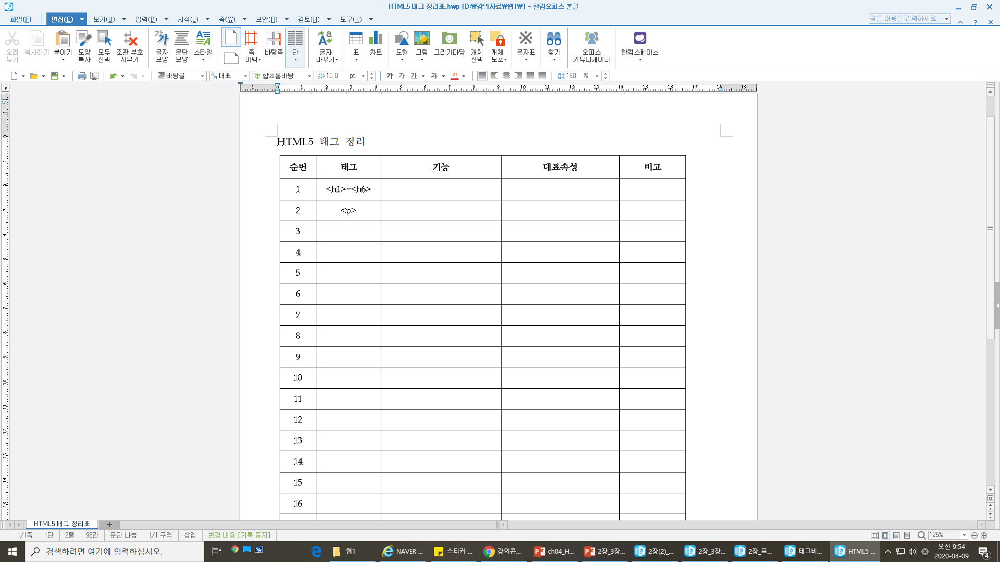 HTML5 태그 정리표.hwp [D:\강의자료\웹1\] - 한컴오피스 한글
파일(F) 편집(E) 보기(U) 입력(D) 서식(J) 쪽(W) 보안(R) 검토(H) 도구(K) 찾을 내용을 입력하세요.
오려 두기
복사하기
붙이기
모양 복사
모두 선택
조판 부호 지우기
글자 모양
문단 모양
스타일
쪽 여백
바탕쪽
단
글자 바꾸기
표
차트
도형
그림
그리기마당
개체 선택
개체 보호
문자표
찾기
오피스 커뮤니케이터
한컴스페이스
바탕글 대표 함초롬바탕 10.0 pt 가 가 가 가 가 160 %
HTML5 태그 정리
순번 태그 기능 대표속성 비고
1 <h1>~<h6>
2 <p>
3
4
5
6
7
8
9
10
11
12
13
14
15
16
HTML5 태그 정리표
1/1쪽 1단 2줄 96칸 문단 나눔 1/1 구역 삽입 변경 내용 [기록 중지] 125%
검색하려면 여기에 입력하십시오.
웹1 NAVER ... 스티커 ... 강의콘... ch04_H... 2장_3장... 2장(2)_... 2장_3장... 2장_표... 태그비... HTML5 ...
오전 9:54
2020-04-09
4